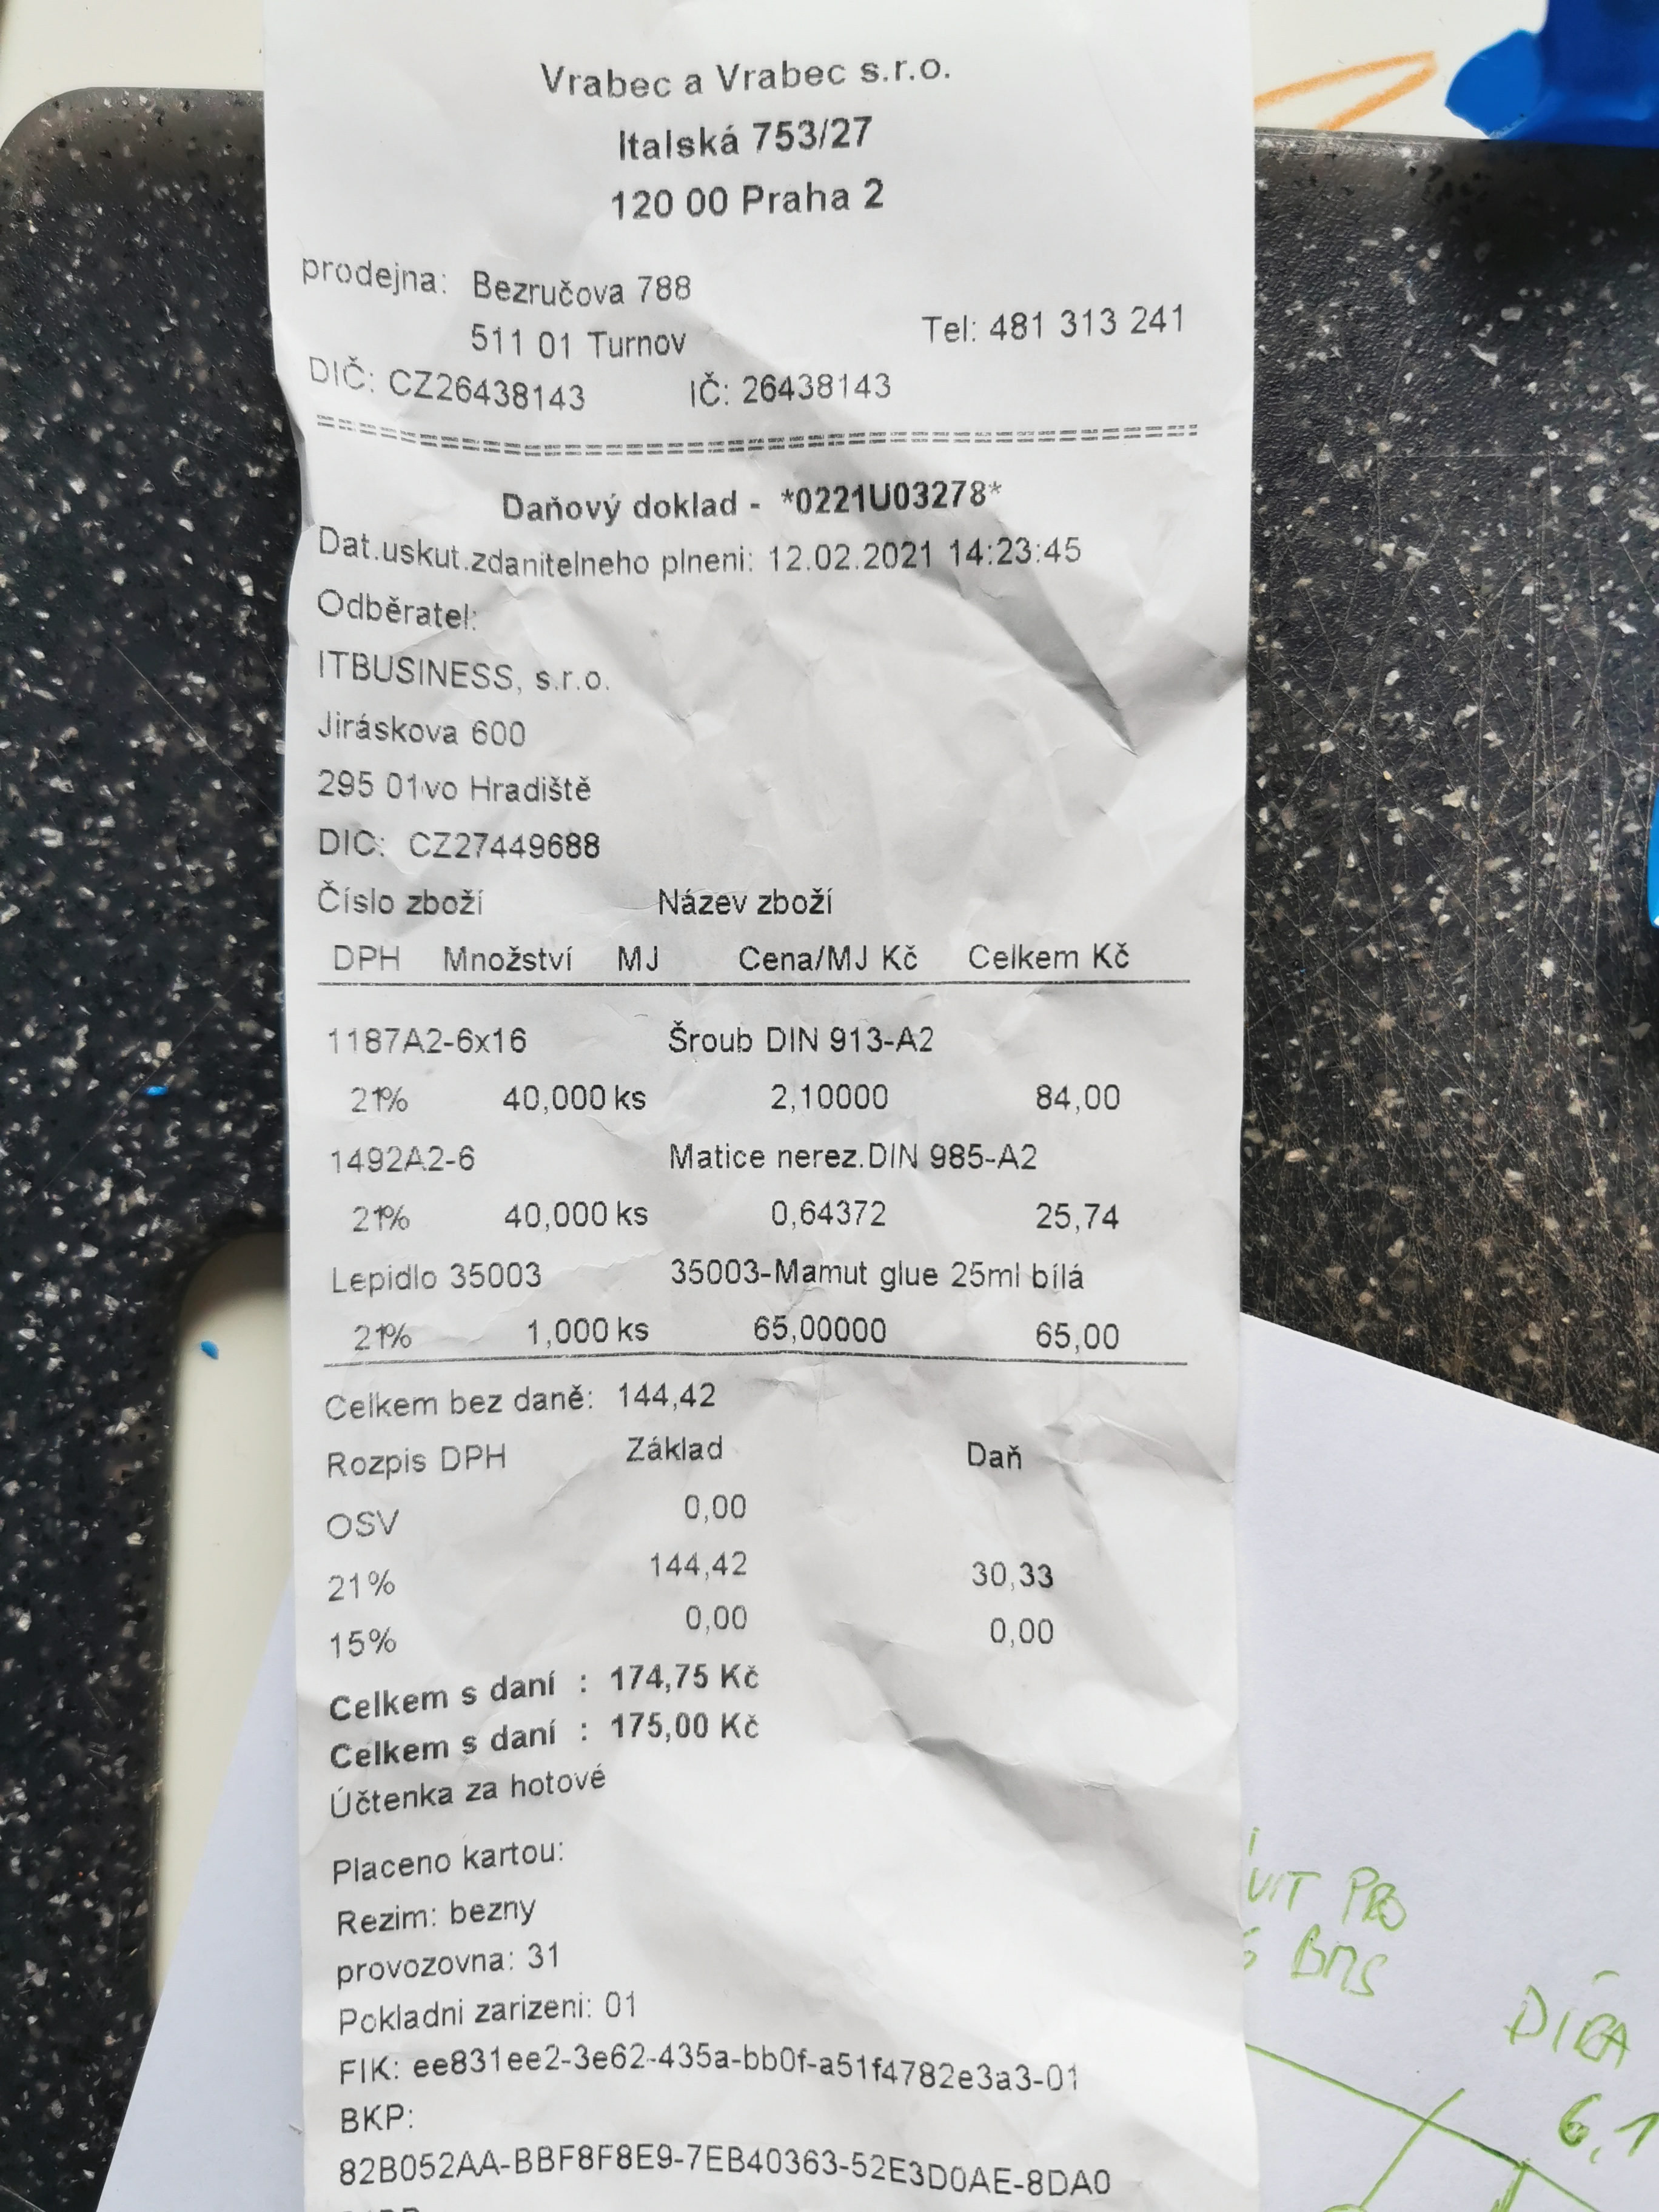 Vrabec a Vrabec s.r.o.
Italská 753/27
120 00 Praha 2
prodejna: Bezručova 788
511 01 Turnov Tel: 481 313 241
DIČ: CZ26438143 IČ: 26438143
Daňový doklad - *0221U03278*
Dat.uskut.zdanitelneho plneni: 12.02.2021 14:23:45
Odběratel:
ITBUSINESS, s.r.o.
Jiráskova 600
295 01vo Hradiště
DIC: CZ27449688
Číslo zboží Název zboží
DPH Množství MJ Cena/MJ Kč Celkem Kč
1187A2-6x16 Šroub DIN 913-A2
21% 40,000 ks 2,10000 84,00
1492A2-6 Matice nerez.DIN 985-A2
21% 40,000 ks 0,64372 25,74
Lepidlo 35003 35003-Mamut glue 25ml bílá
21% 1,000 ks 65,00000 65,00
Celkem bez daně: 144,42
Rozpis DPH Základ Daň
OSV 0,00
21% 144,42 30,33
15% 0,00 0,00
Celkem s daní : 174,75 Kč
Celkem s daní : 175,00 Kč
Účtenka za hotové
Placeno kartou:
Rezim: bezny
provozovna: 31
Pokladni zarizeni: 01
FIK: ee831ee2-3e62-435a-bb0f-a51f4782e3a3-01
BKP:
82B052AA-BBF8F8E9-7EB40363-52E3D0AE-8DA0
PRO
BMS
DÍRA
6,1